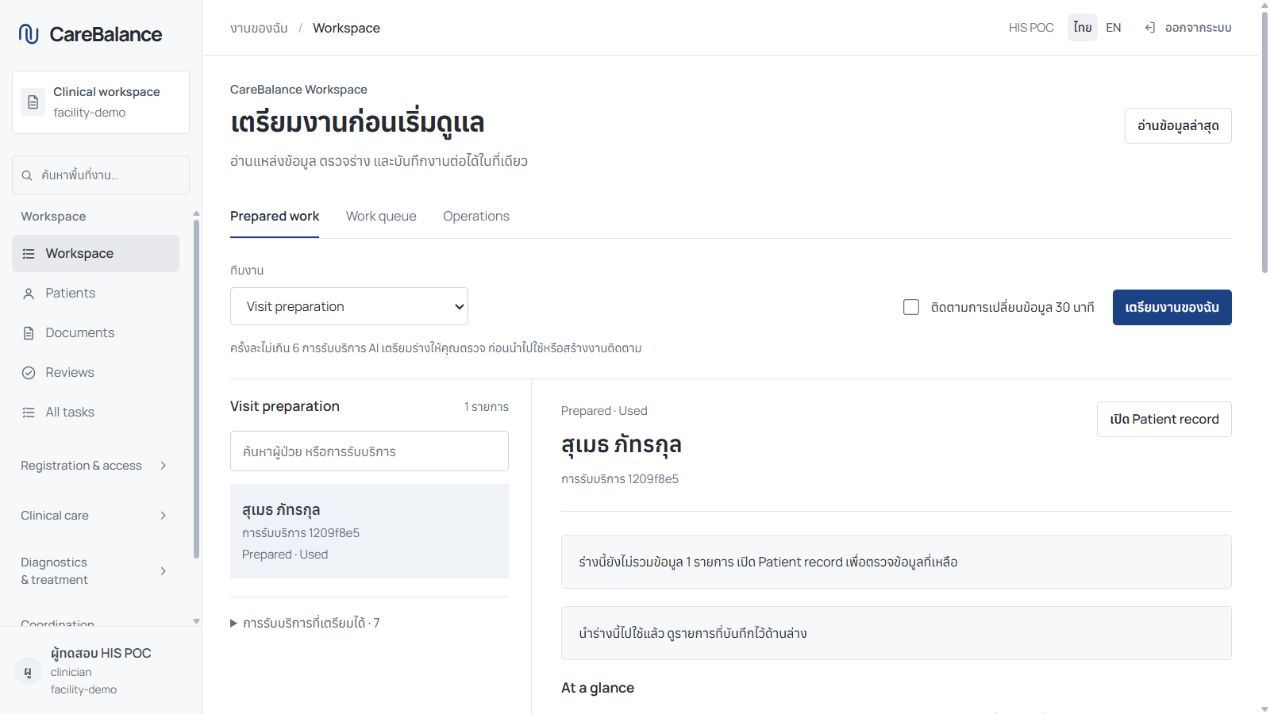 CareBalance
Clinical workspace
facility-demo
ค้นหาพื้นที่งาน...
Workspace
Workspace
Patients
Documents
Reviews
All tasks
Registration & access
Clinical care
Diagnostics
& treatment
Coordination
ผู้ทดสอบ HIS POC
ผู้
clinician
facility-demo
งานของฉัน / Workspace
HIS POC ไทย EN ออกจากระบบ
CareBalance Workspace
เตรียมงานก่อนเริ่มดูแล
อ่านข้อมูลล่าสุด
อ่านแหล่งข้อมูล ตรวจร่าง และบันทึกงานต่อได้ในที่เดียว
Prepared work Work queue Operations
ทีมงาน
Visit preparation
ติดตามการเปลี่ยนข้อมูล 30 นาที
เตรียมงานของฉัน
ครั้งละไม่เกิน 6 การรับบริการ AI เตรียมร่างให้คุณตรวจ ก่อนนำไปใช้หรือสร้างงานติดตาม
Visit preparation 1 รายการ
ค้นหาผู้ป่วย หรือการรับบริการ
สุเมธ ภัทรกุล
การรับบริการ 1209f8e5
Prepared · Used
การรับบริการที่เตรียมได้ · 7
Prepared · Used
สุเมธ ภัทรกุล
การรับบริการ 1209f8e5
เปิด Patient record
ร่างนี้ยังไม่รวมข้อมูล 1 รายการ เปิด Patient record เพื่อตรวจข้อมูลที่เหลือ
นำร่างนี้ไปใช้แล้ว ดูรายการที่บันทึกไว้ด้านล่าง
At a glance